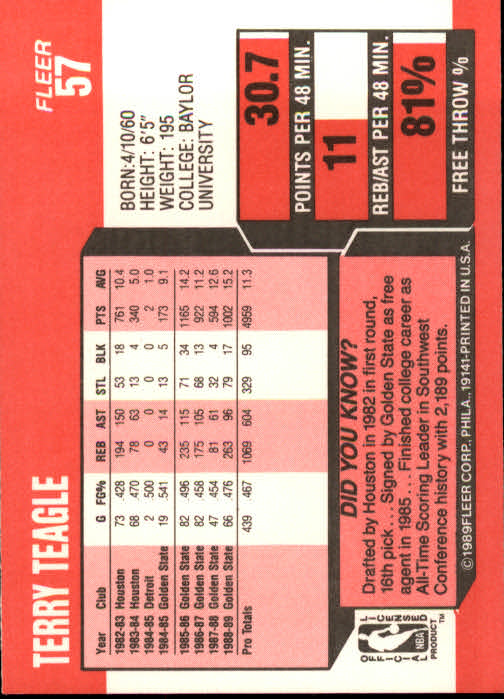 TERRY TEAGLE
FLEER
57
BORN: 4/10/60
HEIGHT: 6'5"
WEIGHT: 195
COLLEGE: BAYLOR
UNIVERSITY
Year Club G FG% REB AST STL BLK PTS AVG
1982-83 Houston 73 428 194 150 53 18 761 10.4
1983-84 Houston 68 470 78 63 13 4 340 5.0
1984-85 Detroit 2 500 0 0 0 0 2 1.0
1984-85 Golden State 19 .541 43 14 13 5 173 9.1
1985-86 Golden State 82 496 235 115 71 34 1165 14.2
1986-87 Golden State 82 458 175 105 68 13 922 11.2
1987-88 Golden State 47 454 81 61 32 4 594 12.6
1988-89 Golden State 66 476 263 96 79 17 1002 15.2
Pro Totals 439 467 1069 604 329 95 4959 11.3
30.7
POINTS PER 48 MIN.
11
REB/AST PER 48 MIN.
81%
FREE THROW %
DID YOU KNOW?
Drafted by Houston in 1982 in first round,
16th pick... Signed by Golden State as free
agent in 1985... Finished college career as
All-Time Scoring Leader in Southwest
Conference history with 2,189 points.
OFFICIAL
LICENSED
NBA
PRODUCT™
©1989 FLEER CORP., PHILA., 19141-PRINTED IN U.S.A.